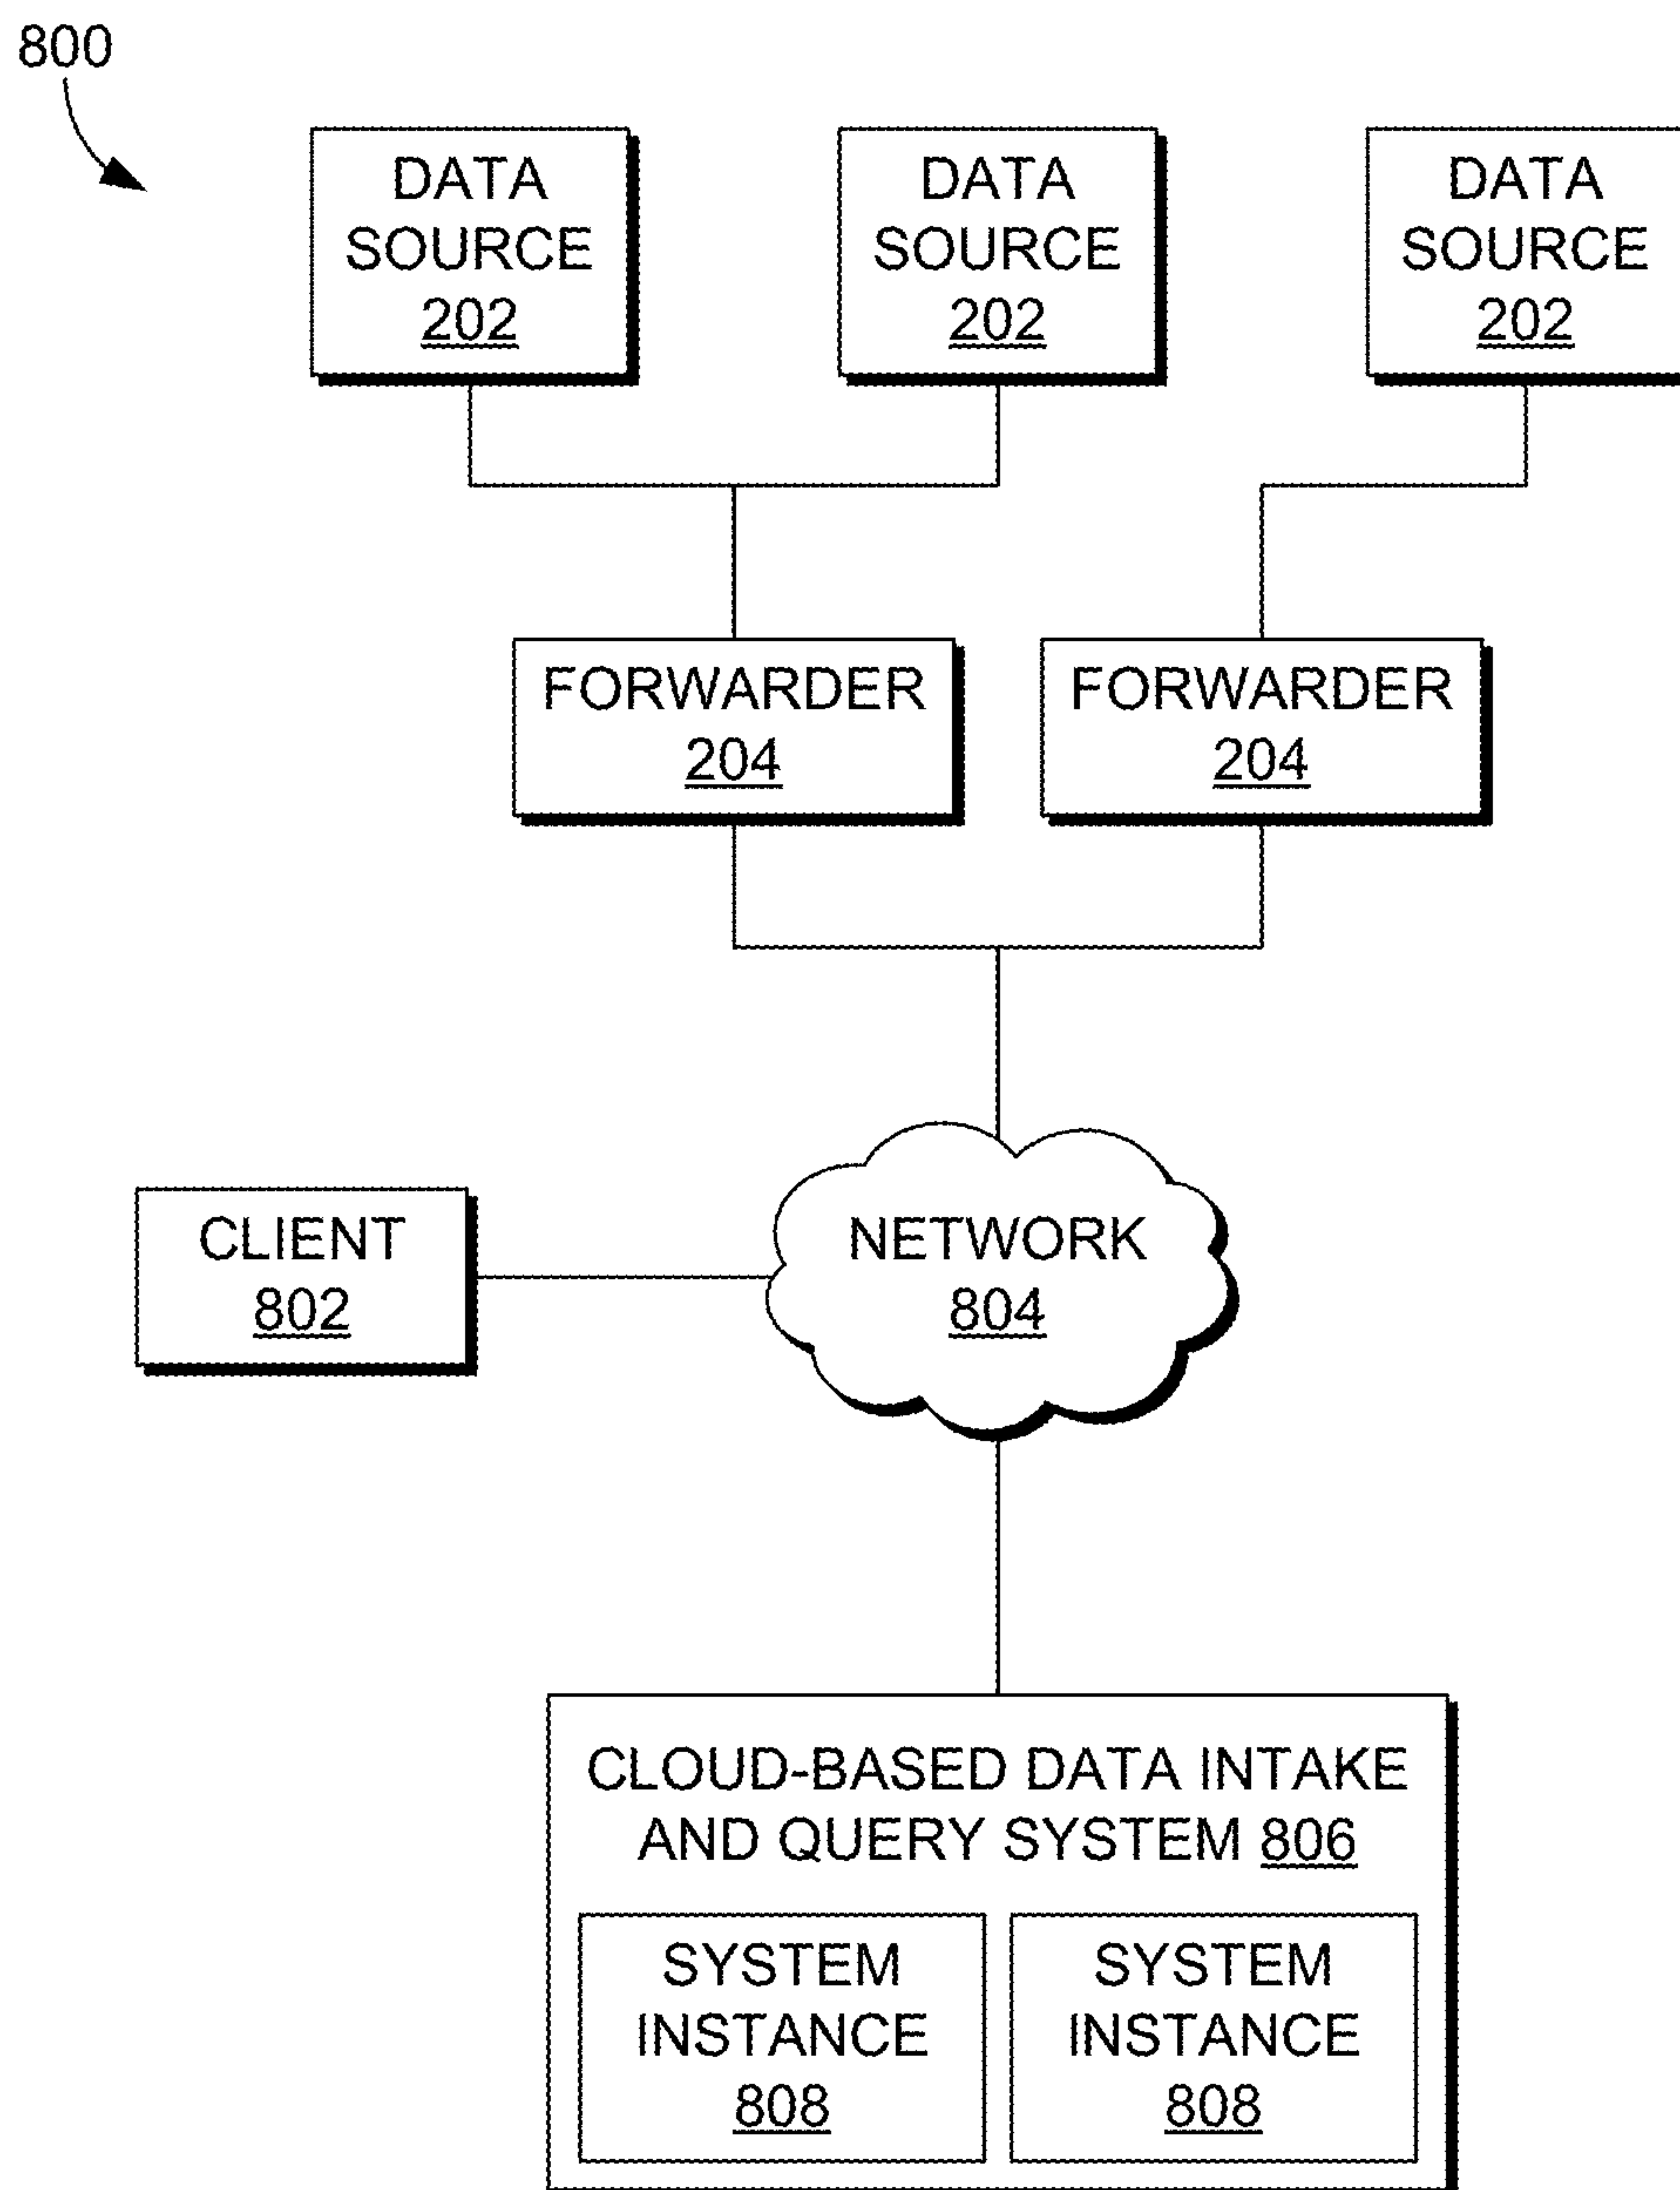 800
DATA
SOURCE
202
DATA
SOURCE
202
DATA
SOURCE
202
FORWARDER
204
FORWARDER
204
CLIENT
802
NETWORK
804
CLOUD-BASED DATA INTAKE
AND QUERY SYSTEM 806
SYSTEM
INSTANCE
808
SYSTEM
INSTANCE
808